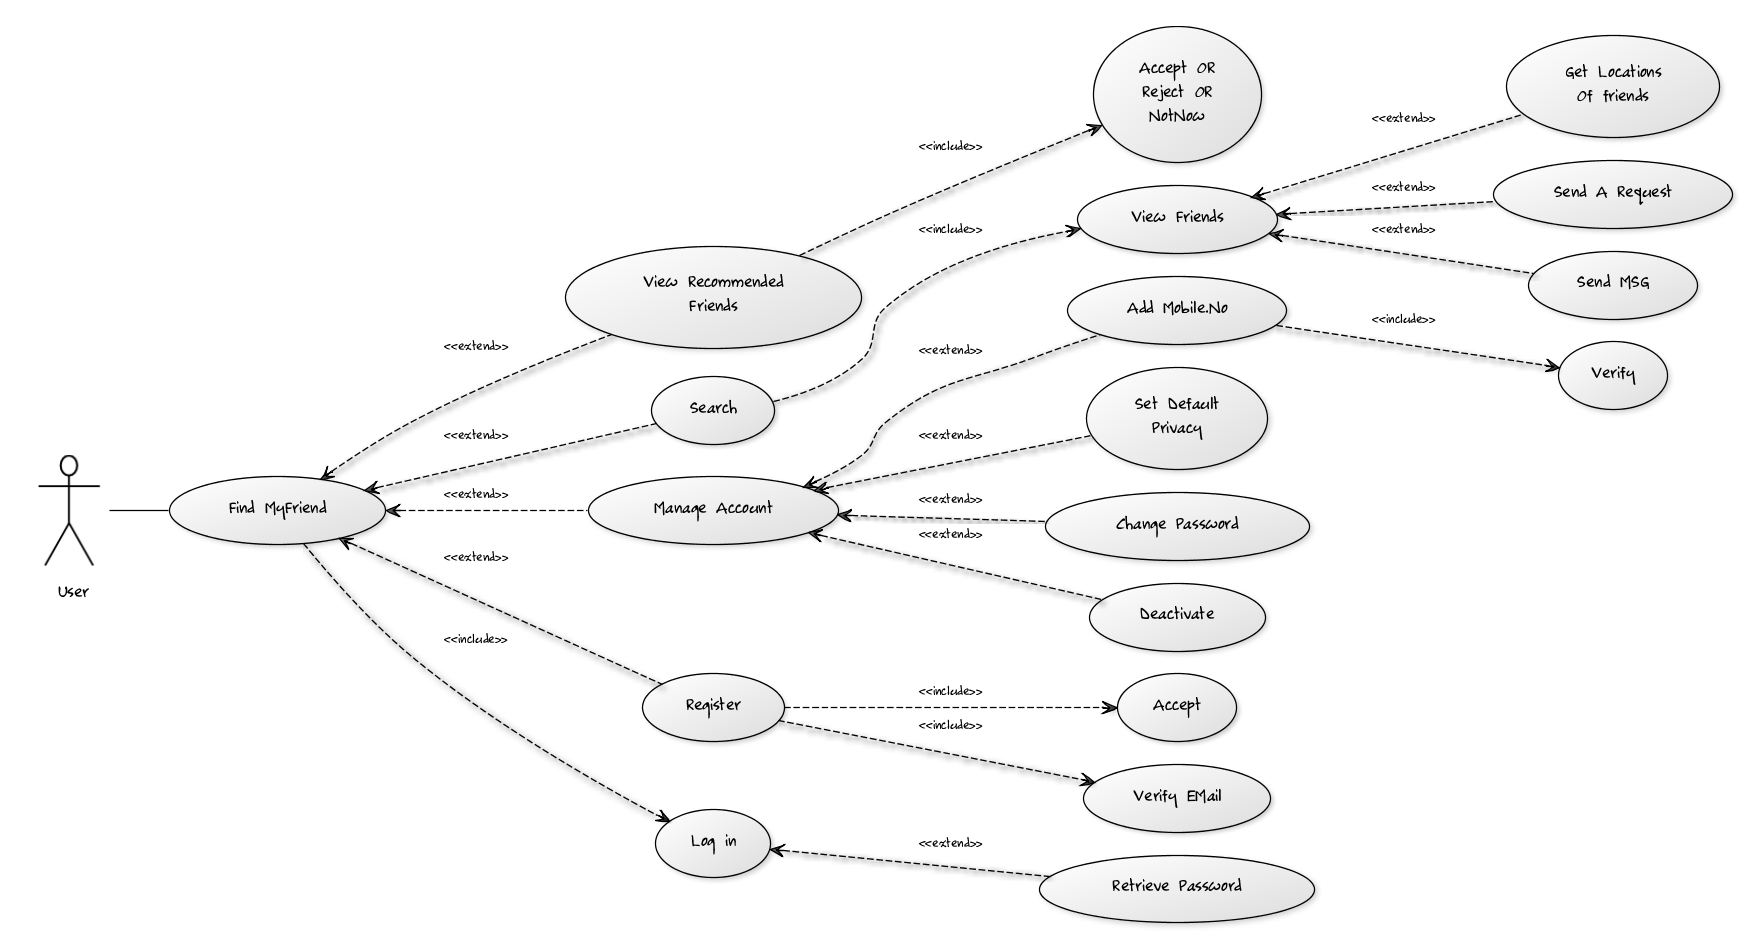 Accept OR
Reject OR
NotNow
Get Locations
Of friends
<<extend>>
<<include>>
Send A Request
<<extend>>
View Friends
<<include>>
<<extend>>
View Recommended
Friends
Send MSG
Add Mobile.No
<<include>>
<<extend>>
<<extend>>
Verify
Search
Set Default
Privacy
<<extend>>
<<extend>>
<<extend>>
<<extend>>
Find MyFriend
Manage Account
Change Password
<<extend>>
<<extend>>
User
Deactivate
<<include>>
Register
<<include>>
Accept
<<include>>
Verify EMail
Log in
<<extend>>
Retrieve Password